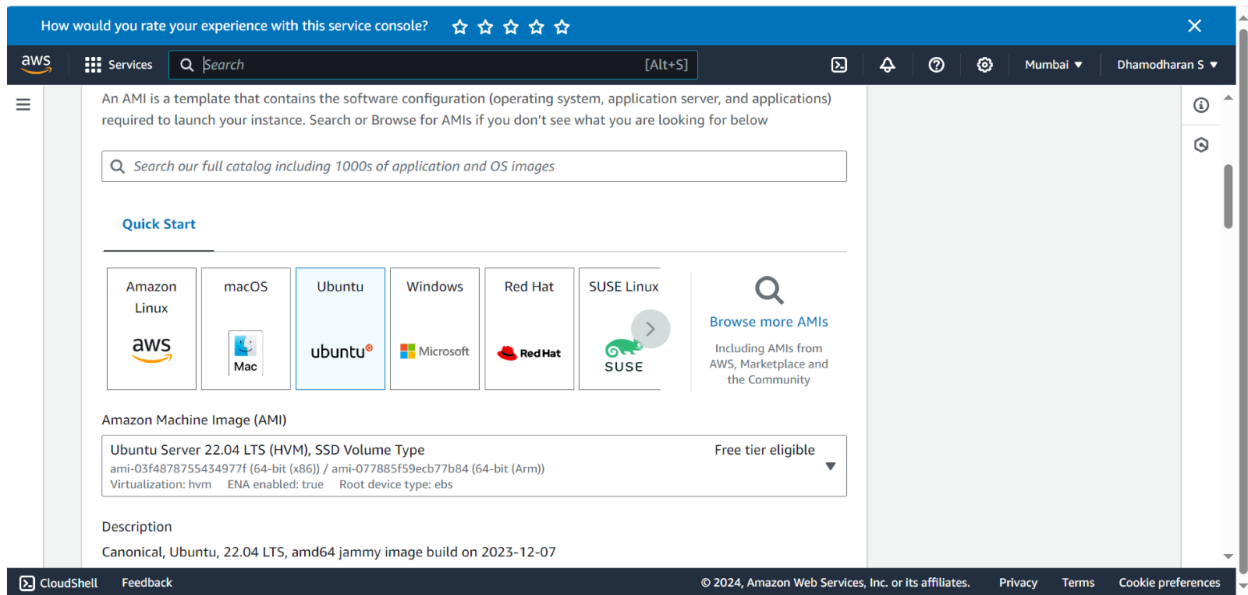 How would you rate your experience with this service console?
aws
Services
Search
[Alt+S]
Mumbai
Dhamodharan S
An AMI is a template that contains the software configuration (operating system, application server, and applications)
required to launch your instance. Search or Browse for AMIs if you don't see what you are looking for below
Search our full catalog including 1000s of application and OS images
Quick Start
Amazon
Linux
aws
macOS
Mac
Ubuntu
ubuntu
Windows
Microsoft
Red Hat
Red Hat
SUSE Linux
SUSE
Browse more AMIs
Including AMIs from
AWS, Marketplace and
the Community
Amazon Machine Image (AMI)
Ubuntu Server 22.04 LTS (HVM), SSD Volume Type
Free tier eligible
ami-03f4878755434977f (64-bit (x86)) / ami-077885f59ecb77b84 (64-bit (Arm))
Virtualization: hvm ENA enabled: true Root device type: ebs
Description
Canonical, Ubuntu, 22.04 LTS, amd64 jammy image build on 2023-12-07
CloudShell Feedback © 2024, Amazon Web Services, Inc. or its affiliates. Privacy Terms Cookie preferences